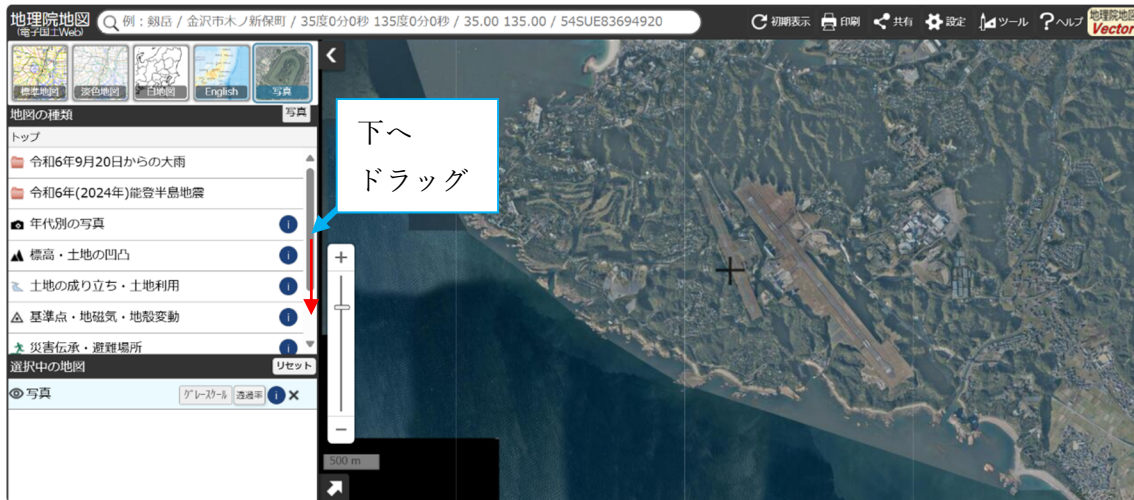 地理院地図
(電子国土Web)
例：剱岳 / 金沢市木ノ新保町 / 35度0分0秒 135度0分0秒 / 35.00 135.00 / 54SUE83694920
初期表示
印刷
共有
設定
ツール
ヘルプ
地理院地図
Vector
標準地図
淡色地図
白地図
English
写真
地図の種類
写真
トップ
令和6年9月20日からの大雨
令和6年(2024年)能登半島地震
年代別の写真
標高・土地の凹凸
土地の成り立ち・土地利用
基準点・地磁気・地殻変動
災害伝承・避難場所
選択中の地図
リセット
写真
グレースケール
透過率
下へ
ドラッグ
500 m